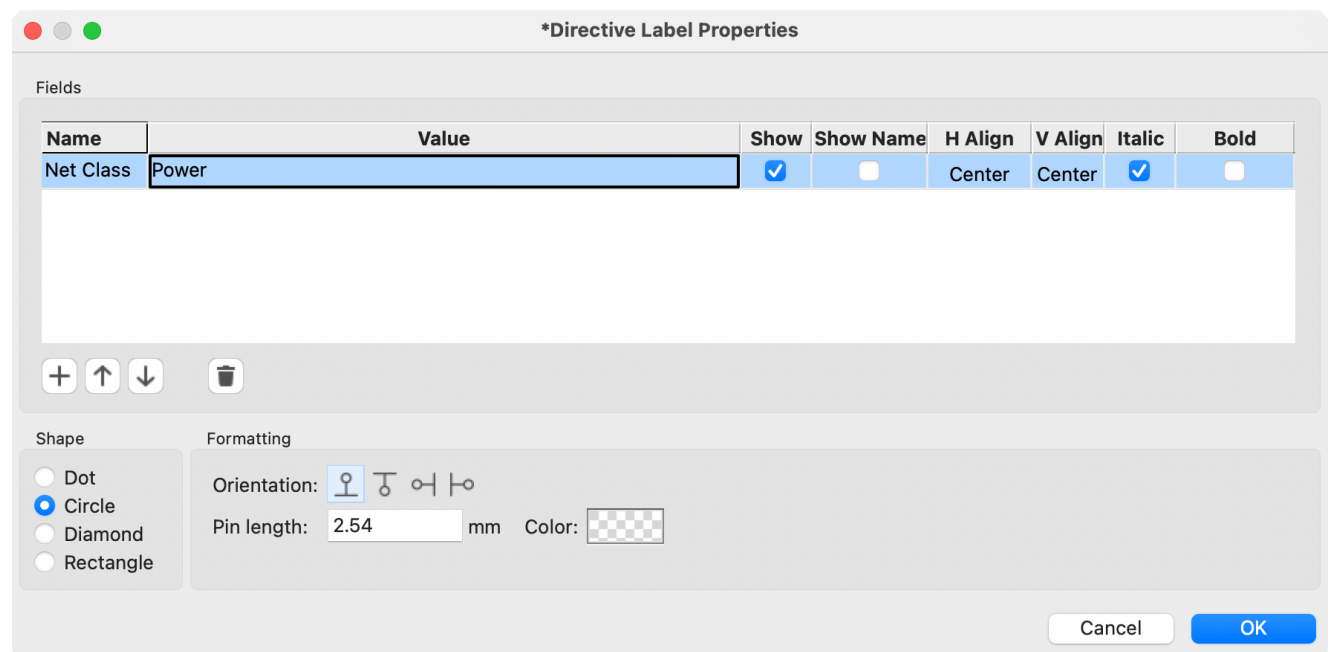 *Directive Label Properties
Fields
Name Value Show Show Name H Align V Align Italic Bold
Net Class Power Center Center
Shape Formatting
Dot Orientation:
Circle
Pin length: 2.54 mm Color:
Diamond
Rectangle
Cancel OK